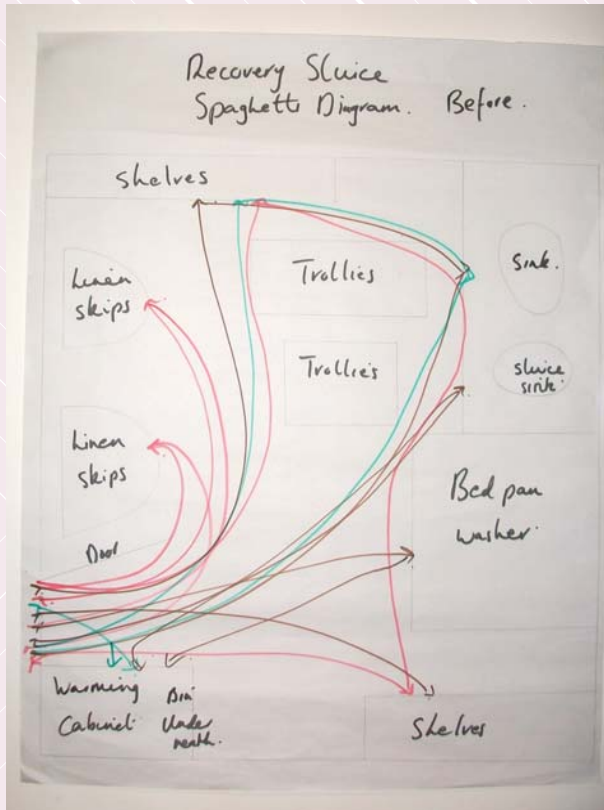 Recovery Sluice
Spaghetti Diagram. Before.
Shelves
Linen
skips
Trollies
Sink.
Trollies
sluice
sink.
Linen
skips
Bed pan
washer.
Door
Warming
Cabinet
Bin
Under
neath.
Shelves